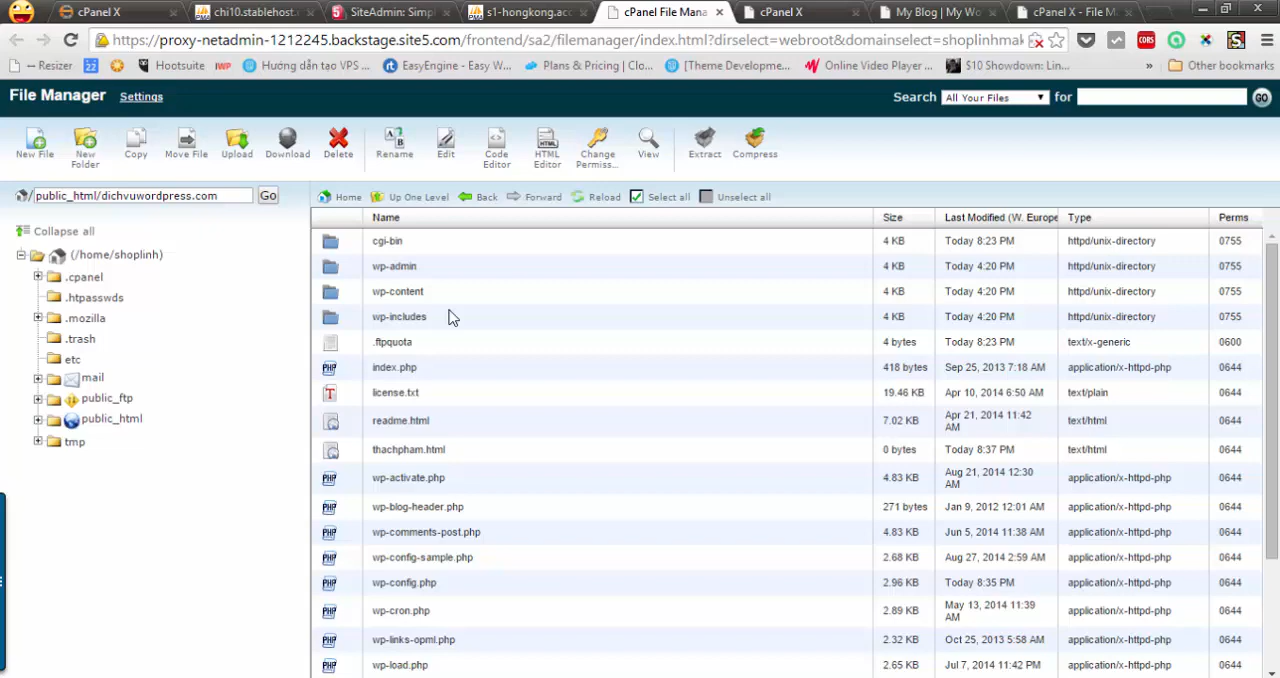 cPanel X
chi10.stablehost.
SiteAdmin: Simpl
s1-hongkong.acc
cPanel File Mana
cPanel X
My Blog | My Wo
cPanel X - File M
https://proxy-netadmin-1212245.backstage.site5.com/frontend/sa2/filemanager/index.html?dirselect=webroot&domainselect=shoplinhmak
CORS
-- Resizer
22
Hootsuite
IWP
Hướng dẫn tạo VPS ...
EasyEngine - Easy W...
Plans & Pricing | Clo...
[Theme Developme...
Online Video Player ...
$10 Showdown: Lin...
»
Other bookmarks
File Manager
Settings
Search
All Your Files
for
GO
New File
New Folder
Copy
Move File
Upload
Download
Delete
Rename
Edit
Code Editor
HTML Editor
Change Permiss...
View
Extract
Compress
public_html/dichvuwordpress.com
Go
Home
Up One Level
Back
Forward
Reload
Select all
Unselect all
Collapse all
(/home/shoplinh)
.cpanel
.htpasswds
.mozilla
.trash
etc
mail
public_ftp
public_html
tmp
Name Size Last Modified (W. Europe Type Perms
cgi-bin 4 KB Today 8:23 PM httpd/unix-directory 0755
wp-admin 4 KB Today 4:20 PM httpd/unix-directory 0755
wp-content 4 KB Today 4:20 PM httpd/unix-directory 0755
wp-includes 4 KB Today 4:20 PM httpd/unix-directory 0755
.ftpquota 4 bytes Today 8:23 PM text/x-generic 0600
index.php 418 bytes Sep 25, 2013 7:18 AM application/x-httpd-php 0644
license.txt 19.46 KB Apr 10, 2014 6:50 AM text/plain 0644
readme.html 7.02 KB Apr 21, 2014 11:42 AM text/html 0644
thachpham.html 0 bytes Today 8:37 PM text/html 0644
wp-activate.php 4.83 KB Aug 21, 2014 12:30 AM application/x-httpd-php 0644
wp-blog-header.php 271 bytes Jan 9, 2012 12:01 AM application/x-httpd-php 0644
wp-comments-post.php 4.83 KB Jun 5, 2014 11:38 AM application/x-httpd-php 0644
wp-config-sample.php 2.68 KB Aug 27, 2014 2:59 AM application/x-httpd-php 0644
wp-config.php 2.96 KB Today 8:35 PM application/x-httpd-php 0644
wp-cron.php 2.89 KB May 13, 2014 11:39 AM application/x-httpd-php 0644
wp-links-opml.php 2.32 KB Oct 25, 2013 5:58 AM application/x-httpd-php 0644
wp-load.php 2.65 KB Jul 7, 2014 11:42 PM application/x-httpd-php 0644